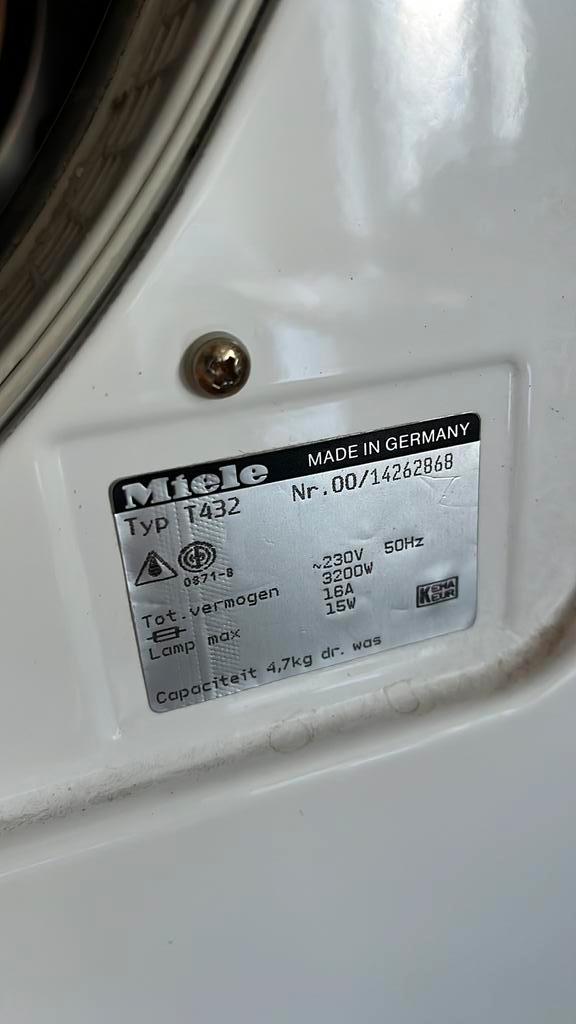 Miele MADE IN GERMANY
Typ T432 Nr.00/14262868
0871-B
~230V 50Hz
Tot.vermogen 3200W
16A
Lamp max 15W
KEMA
KEUR
Capaciteit 4,7kg dr. was